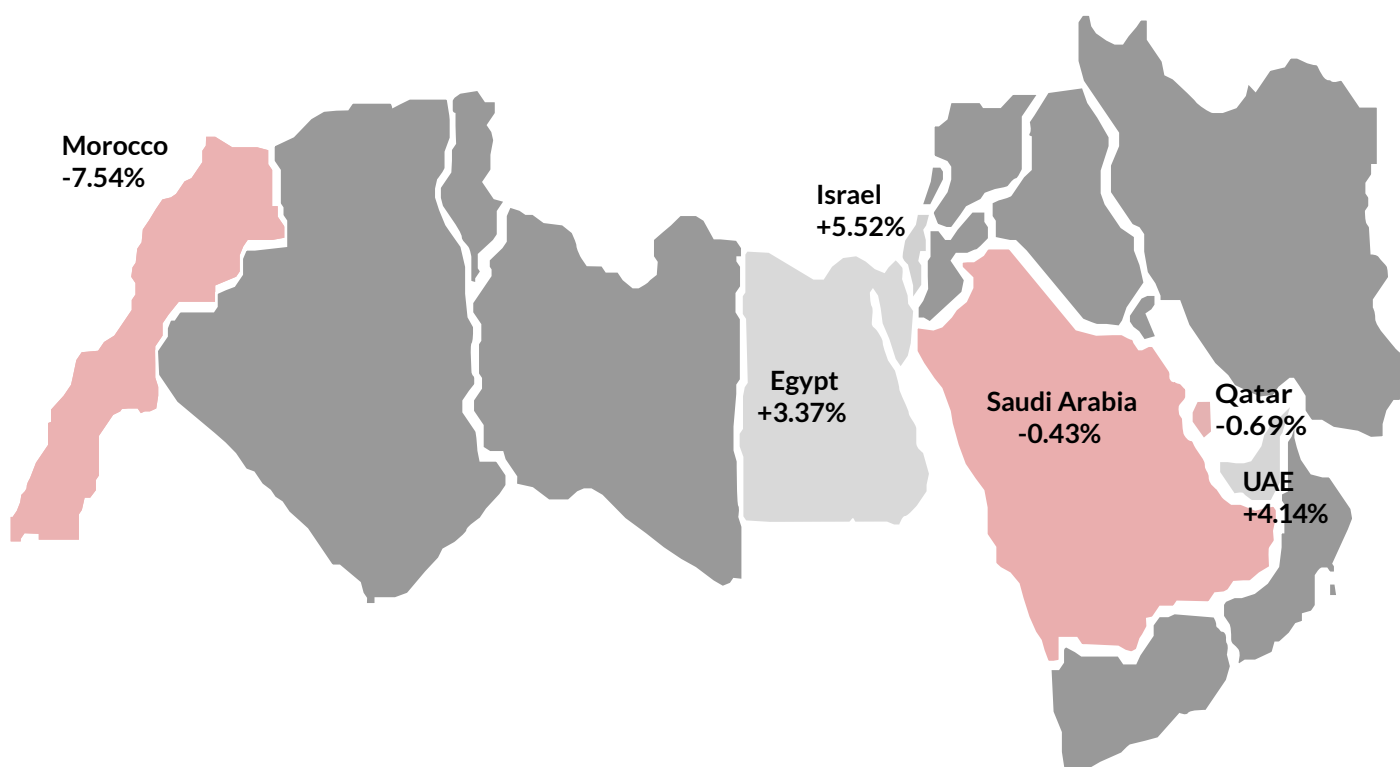 Morocco
-7.54%
Israel
+5.52%
Egypt
+3.37%
Saudi Arabia
-0.43%
Qatar
-0.69%
UAE
+4.14%